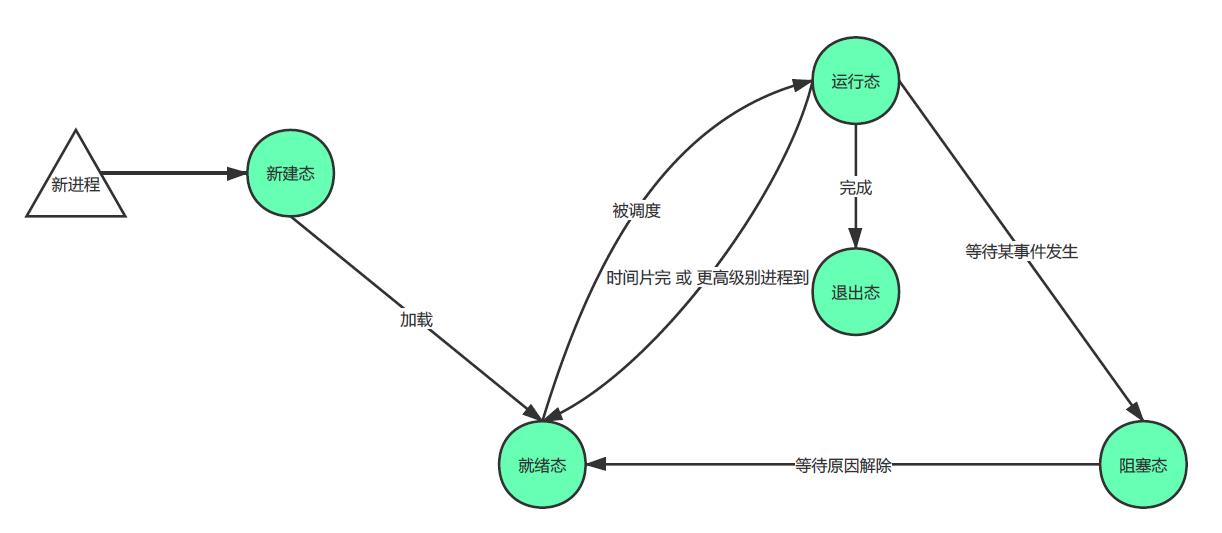 运行态
新建态
新进程
完成
被调度
等待某事件发生
时间片完 或 更高级别进程到
退出态
加载
就绪态
等待原因解除
阻塞态